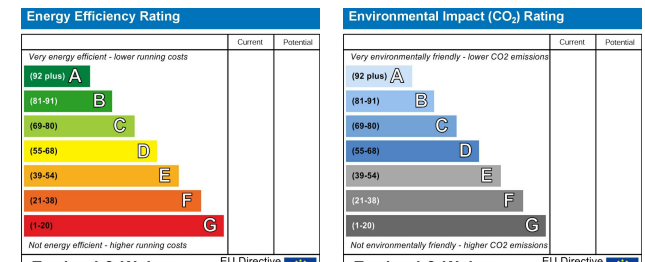 Energy Efficiency Rating
Current Potential
Very energy efficient - lower running costs
(92 plus) A
(81-91) B
(69-80) C
(55-68) D
(39-54) E
(21-38) F
(1-20) G
Not energy efficient - higher running costs
EU Directive
Environmental Impact (CO₂) Rating
Current Potential
Very environmentally friendly - lower CO2 emissions
(92 plus) A
(81-91) B
(69-80) C
(55-68) D
(39-54) E
(21-38) F
(1-20) G
Not environmentally friendly - higher CO2 emissions
EU Directive